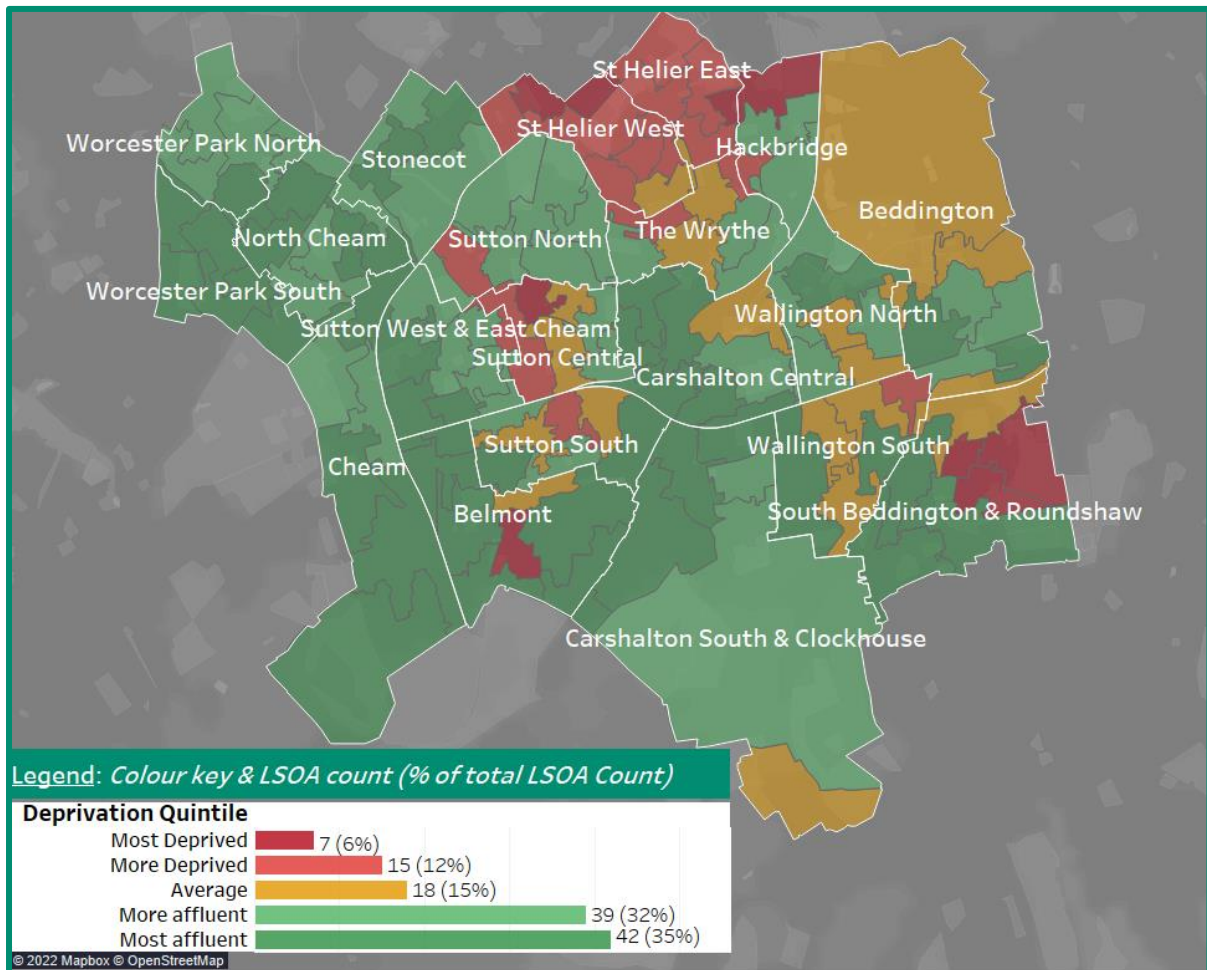 St Helier East
St Helier West
Worcester Park North
Stonecot
Hackbridge
Beddington
North Cheam
Sutton North
The Wrythe
Worcester Park South
Sutton West & East Cheam
Wallington North
Sutton Central
Carshalton Central
Cheam
Sutton South
Wallington South
Belmont
South Beddington & Roundshaw
Carshalton South & Clockhouse
Legend: Colour key & LSOA count (% of total LSOA Count)
Deprivation Quintile
Most Deprived 7 (6%)
More Deprived 15 (12%)
Average 18 (15%)
More affluent 39 (32%)
Most affluent 42 (35%)
© 2022 Mapbox © OpenStreetMap